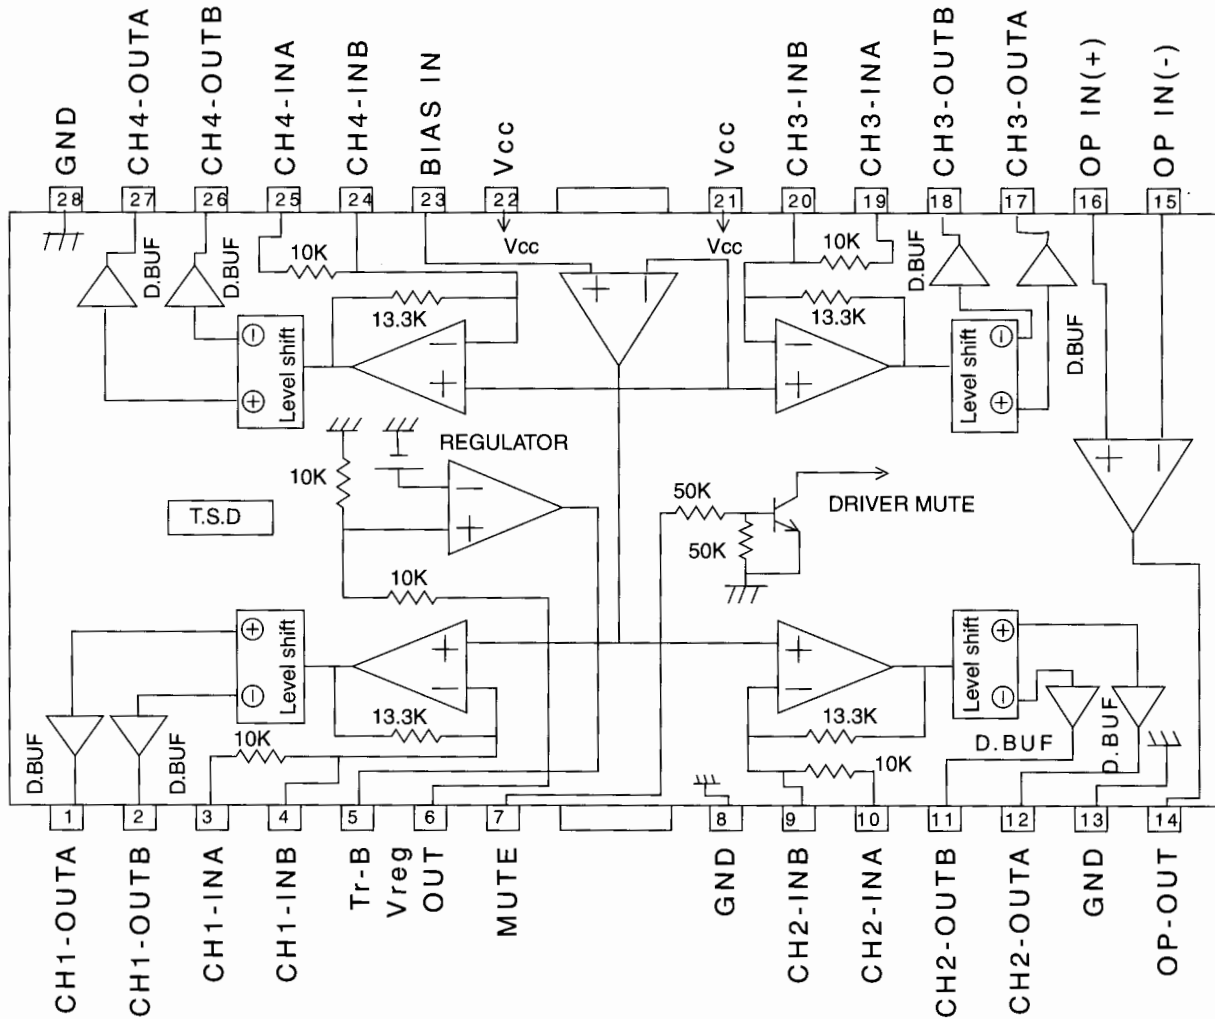 GND
CH4-OUTA
CH4-OUTB
CH4-INA
CH4-INB
BIAS IN
Vcc
Vcc
CH3-INB
CH3-INA
CH3-OUTB
CH3-OUTA
OP IN(+)
OP IN(-)
28
27
26
25
24
23
22
21
20
19
18
17
16
15
D.BUF
D.BUF
10K
Vcc
Vcc
10K
D.BUF
D.BUF
13.3K
13.3K
+
−
− Level shift
+
−
+
−
+
− Level shift
+
+
−
REGULATOR
10K
−
+
T.S.D
50K
50K
DRIVER MUTE
10K
+ Level shift
−
+
−
+
−
Level shift +
−
13.3K
13.3K
D.BUF
D.BUF
10K
10K
D.BUF
D.BUF
1
2
3
4
5
6
7
8
9
10
11
12
13
14
CH1-OUTA
CH1-OUTB
CH1-INA
CH1-INB
Tr-B
Vreg
OUT
MUTE
GND
CH2-INB
CH2-INA
CH2-OUTB
CH2-OUTA
GND
OP-OUT